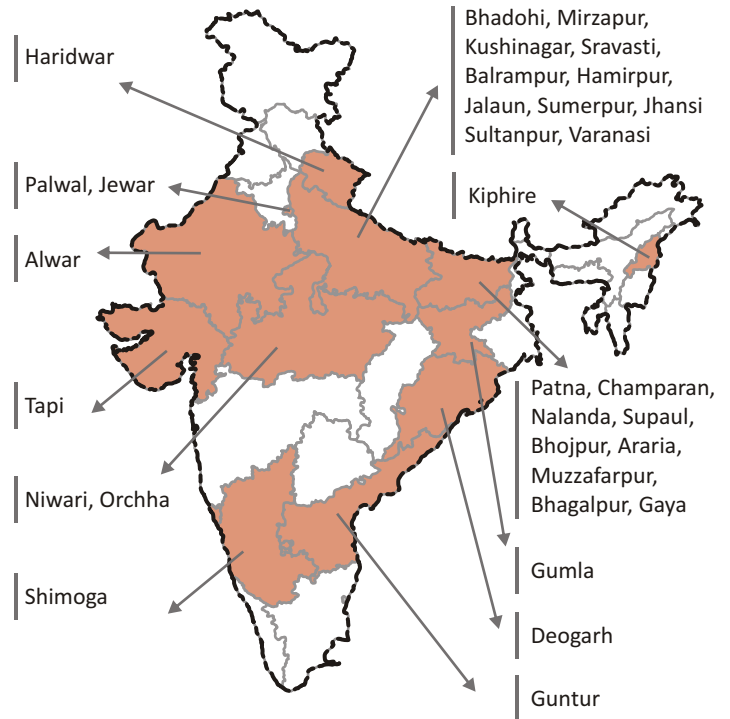 Haridwar
Palwal, Jewar
Alwar
Tapi
Niwari, Orchha
Shimoga
Bhadohi, Mirzapur,
Kushinagar, Sravasti,
Balrampur, Hamirpur,
Jalaun, Sumerpur, Jhansi
Sultanpur, Varanasi
Kiphire
Patna, Champaran,
Nalanda, Supaul,
Bhojpur, Araria,
Muzzafarpur,
Bhagalpur, Gaya
Gumla
Deogarh
Guntur